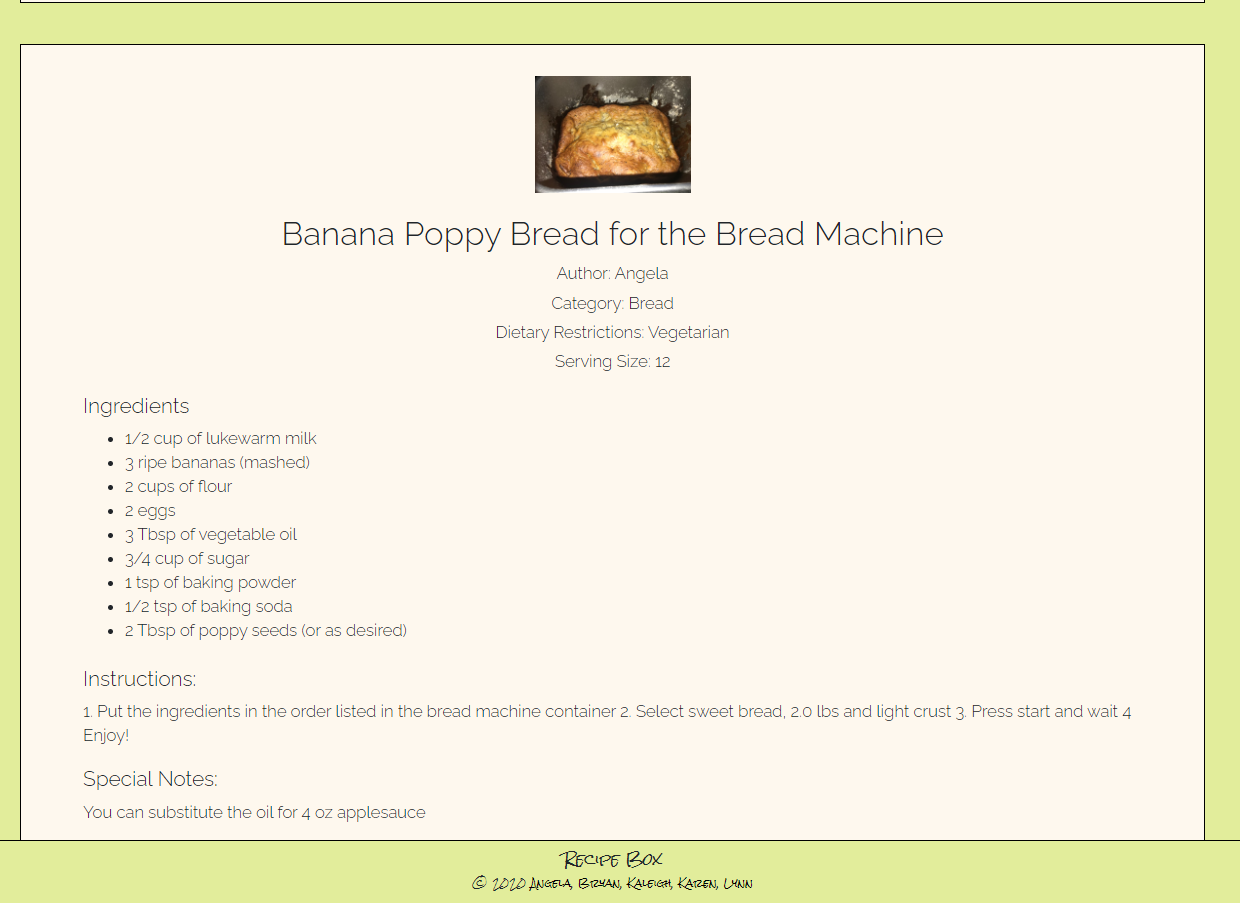 Banana Poppy Bread for the Bread Machine
Author: Angela
Category: Bread
Dietary Restrictions: Vegetarian
Serving Size: 12
Ingredients
1/2 cup of lukewarm milk
3 ripe bananas (mashed)
2 cups of flour
2 eggs
3 Tbsp of vegetable oil
3/4 cup of sugar
1 tsp of baking powder
1/2 tsp of baking soda
2 Tbsp of poppy seeds (or as desired)
Instructions:
1. Put the ingredients in the order listed in the bread machine container 2. Select sweet bread, 2.0 lbs and light crust 3. Press start and wait 4
Enjoy!
Special Notes:
You can substitute the oil for 4 oz applesauce
Recipe Box
© 2020 Angela, Bryan, Kaleigh, Karen, Lynn